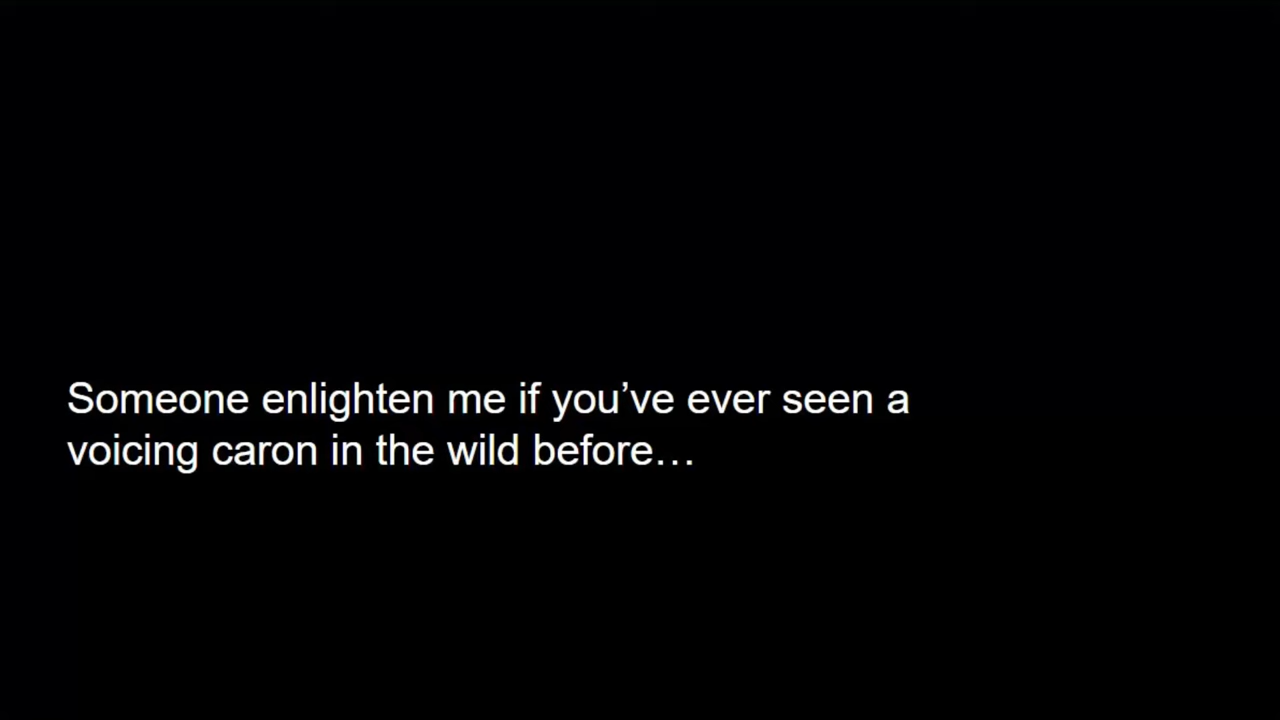 Someone enlighten me if you’ve ever seen a
voicing caron in the wild before…